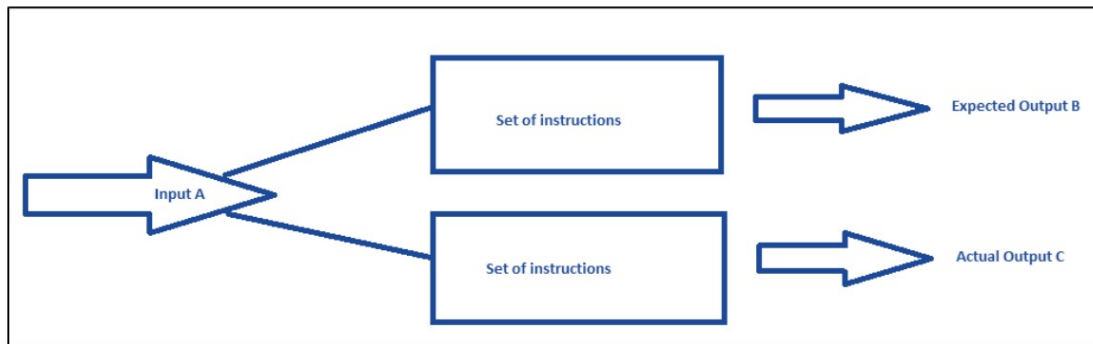 Set of instructions
Expected Output B
Input A
Set of instructions
Actual Output C